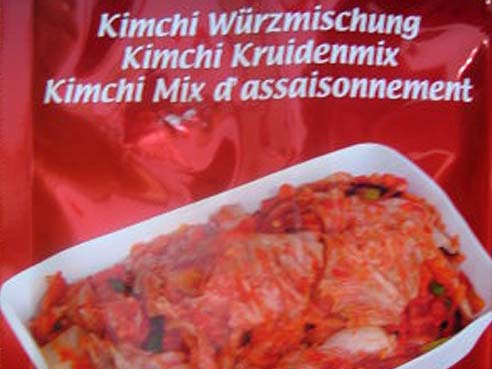 Kimchi Würzmischung
Kimchi Kruidenmix
Kimchi Mix d'assaisonnement